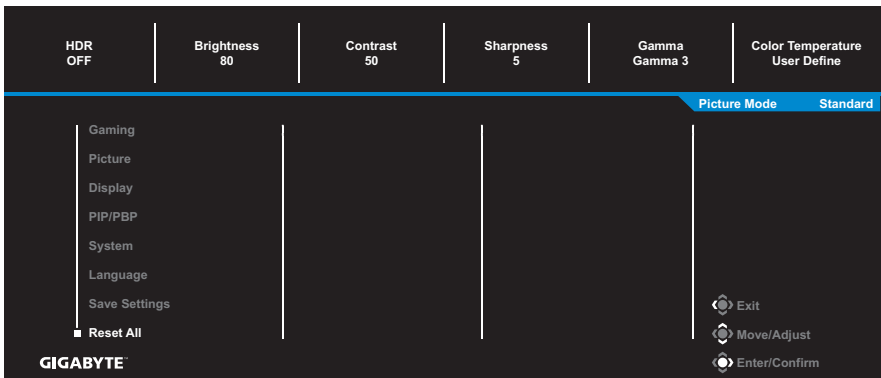 HDR
OFF
Brightness
80
Contrast
50
Sharpness
5
Gamma
Gamma 3
Color Temperature
User Define
Picture Mode Standard
Gaming
Picture
Display
PIP/PBP
System
Language
Save Settings
Reset All
Exit
Move/Adjust
Enter/Confirm
GIGABYTE™